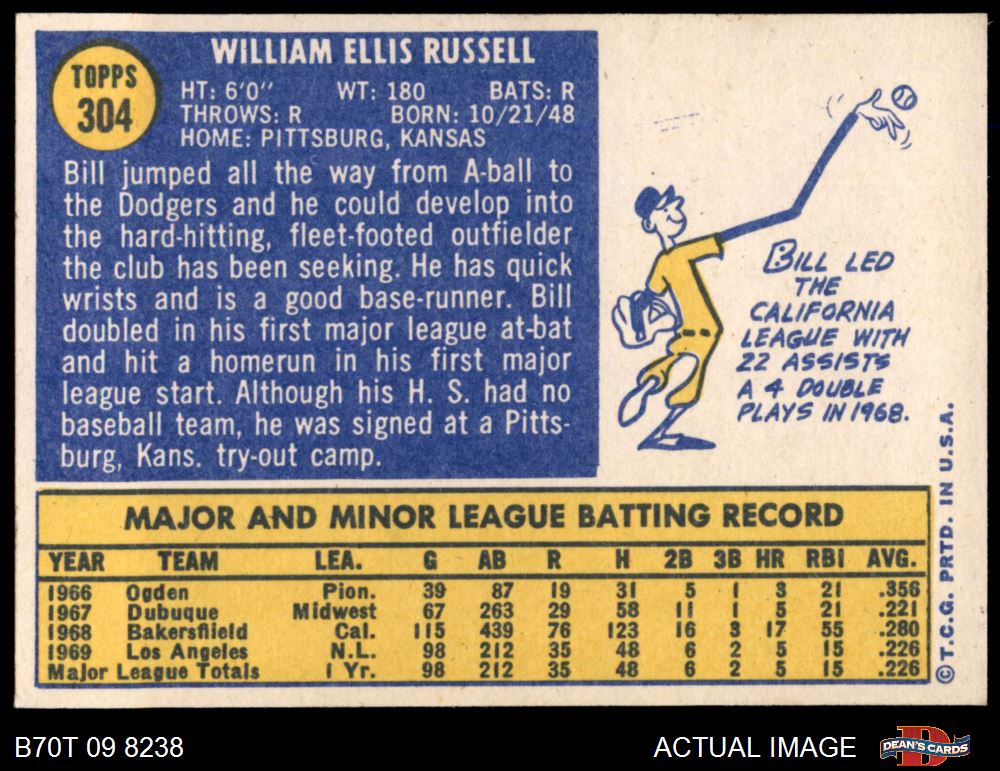 TOPPS
304
WILLIAM ELLIS RUSSELL
HT: 6'0" WT: 180 BATS: R
THROWS: R BORN: 10/21/48
HOME: PITTSBURG, KANSAS
Bill jumped all the way from A-ball to
the Dodgers and he could develop into
the hard-hitting, fleet-footed outfielder
the club has been seeking. He has quick
wrists and is a good base-runner. Bill
doubled in his first major league at-bat
and hit a homerun in his first major
league start. Although his H. S. had no
baseball team, he was signed at a Pitts-
burg, Kans. try-out camp.
BILL LED
THE
CALIFORNIA
LEAGUE WITH
22 ASSISTS
A 4 DOUBLE
PLAYS IN 1968.
MAJOR AND MINOR LEAGUE BATTING RECORD
YEAR TEAM LEA. G AB R H 2B 3B HR RBI AVG.
1966 Ogden Pion. 39 87 19 31 5 1 3 21 .356
1967 Dubuque Midwest 67 263 29 58 11 1 5 21 .221
1968 Bakersflield Cal. 115 439 76 123 16 3 17 55 .280
1969 Los Angeles N.L. 98 212 35 48 6 2 5 15 .226
Major League Totals 1 Yr. 98 212 35 48 6 2 5 15 .226
© T.C.G. PRTD. IN U.S.A.
B70T 09 8238
ACTUAL IMAGE
D
DEAN'S CARDS